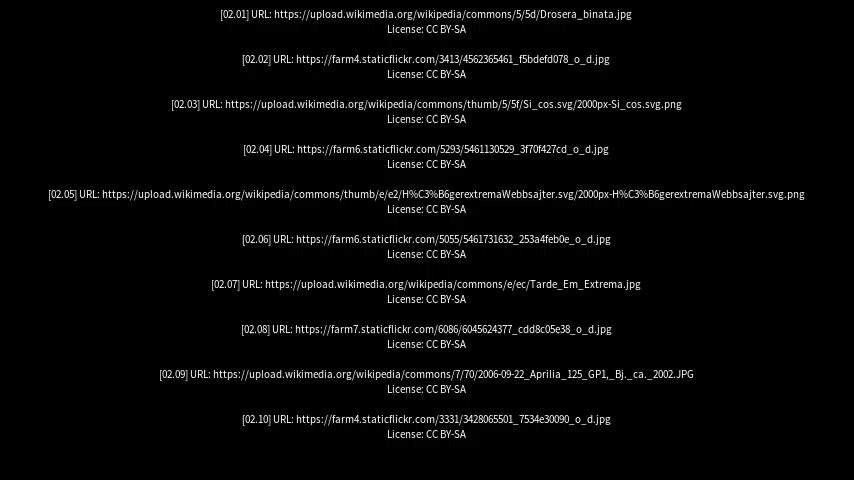 [02.01] URL: https://upload.wikimedia.org/wikipedia/commons/5/5d/Drosera_binata.jpg
License: CC BY-SA
[02.02] URL: https://farm4.staticflickr.com/3413/4562365461_f5bdefd078_o_d.jpg
License: CC BY-SA
[02.03] URL: https://upload.wikimedia.org/wikipedia/commons/thumb/5/5f/Si_cos.svg/2000px-Si_cos.svg.png
License: CC BY-SA
[02.04] URL: https://farm6.staticflickr.com/5293/5461130529_3f70f427cd_o_d.jpg
License: CC BY-SA
[02.05] URL: https://upload.wikimedia.org/wikipedia/commons/thumb/e/e2/H%C3%B6gerextremaWebbsajter.svg/2000px-H%C3%B6gerextremaWebbsajter.svg.png
License: CC BY-SA
[02.06] URL: https://farm6.staticflickr.com/5055/5461731632_253a4feb0e_o_d.jpg
License: CC BY-SA
[02.07] URL: https://upload.wikimedia.org/wikipedia/commons/e/ec/Tarde_Em_Extrema.jpg
License: CC BY-SA
[02.08] URL: https://farm7.staticflickr.com/6086/6045624377_cdd8c05e38_o_d.jpg
License: CC BY-SA
[02.09] URL: https://upload.wikimedia.org/wikipedia/commons/7/70/2006-09-22_Aprilia_125_GP1,_Bj._ca._2002.JPG
License: CC BY-SA
[02.10] URL: https://farm4.staticflickr.com/3331/3428065501_7534e30090_o_d.jpg
License: CC BY-SA